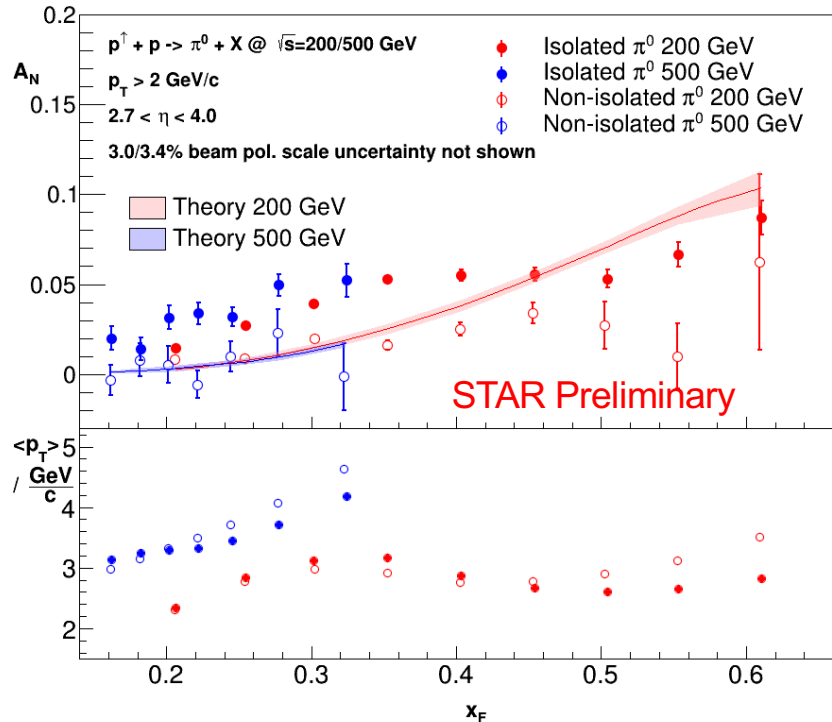 0.2
A_N
p↑ + p -> π⁰ + X @ √s=200/500 GeV
p_T > 2 GeV/c
2.7 < η < 4.0
3.0/3.4% beam pol. scale uncertainty not shown
Isolated π⁰ 200 GeV
Isolated π⁰ 500 GeV
Non-isolated π⁰ 200 GeV
Non-isolated π⁰ 500 GeV
0.15
0.1
Theory 200 GeV
Theory 500 GeV
0.05
0
STAR Preliminary
<p_T>
/ GeV/c
5
4
3
2
0.2 0.3 0.4 0.5 0.6
x_F